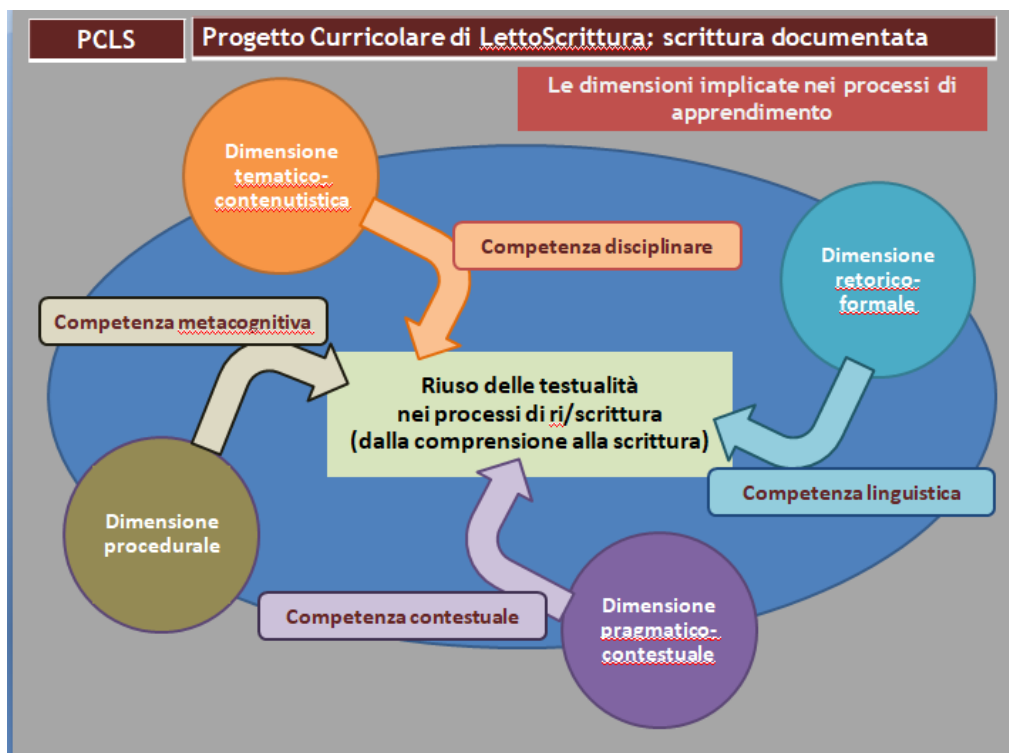 PCLS
Progetto Curricolare di LettoScrittura; scrittura documentata
Le dimensioni implicate nei processi di
apprendimento
Dimensione
tematico-
contenutistica
Competenza disciplinare
Dimensione
retorico-
formale
Competenza metacognitiva
Riuso delle testualità
nei processi di ri/scrittura
(dalla comprensione alla scrittura)
Competenza linguistica
Dimensione
procedurale
Competenza contestuale
Dimensione
pragmatico-
contestuale